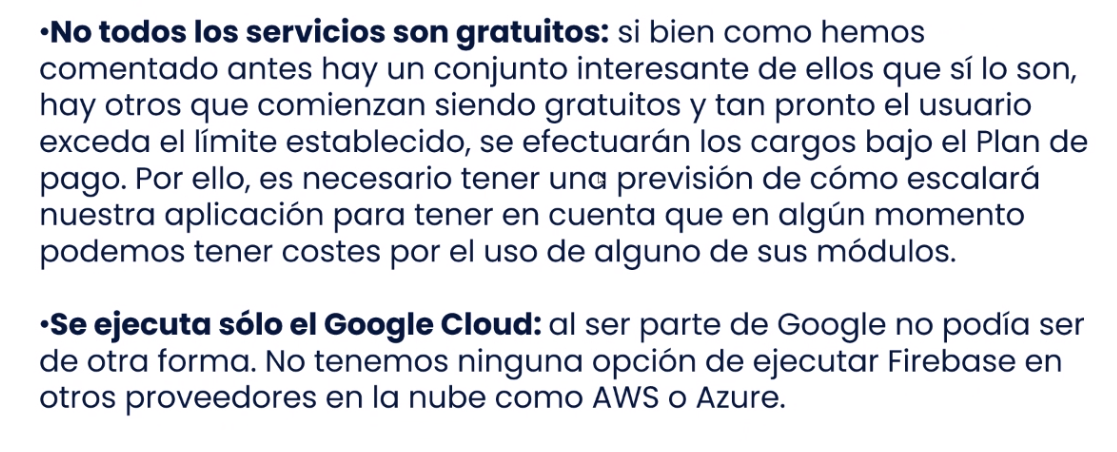 •No todos los servicios son gratuitos: si bien como hemos
comentado antes hay un conjunto interesante de ellos que sí lo son,
hay otros que comienzan siendo gratuitos y tan pronto el usuario
exceda el límite establecido, se efectuarán los cargos bajo el Plan de
pago. Por ello, es necesario tener una previsión de cómo escalará
nuestra aplicación para tener en cuenta que en algún momento
podemos tener costes por el uso de alguno de sus módulos.
•Se ejecuta sólo el Google Cloud: al ser parte de Google no podía ser
de otra forma. No tenemos ninguna opción de ejecutar Firebase en
otros proveedores en la nube como AWS o Azure.